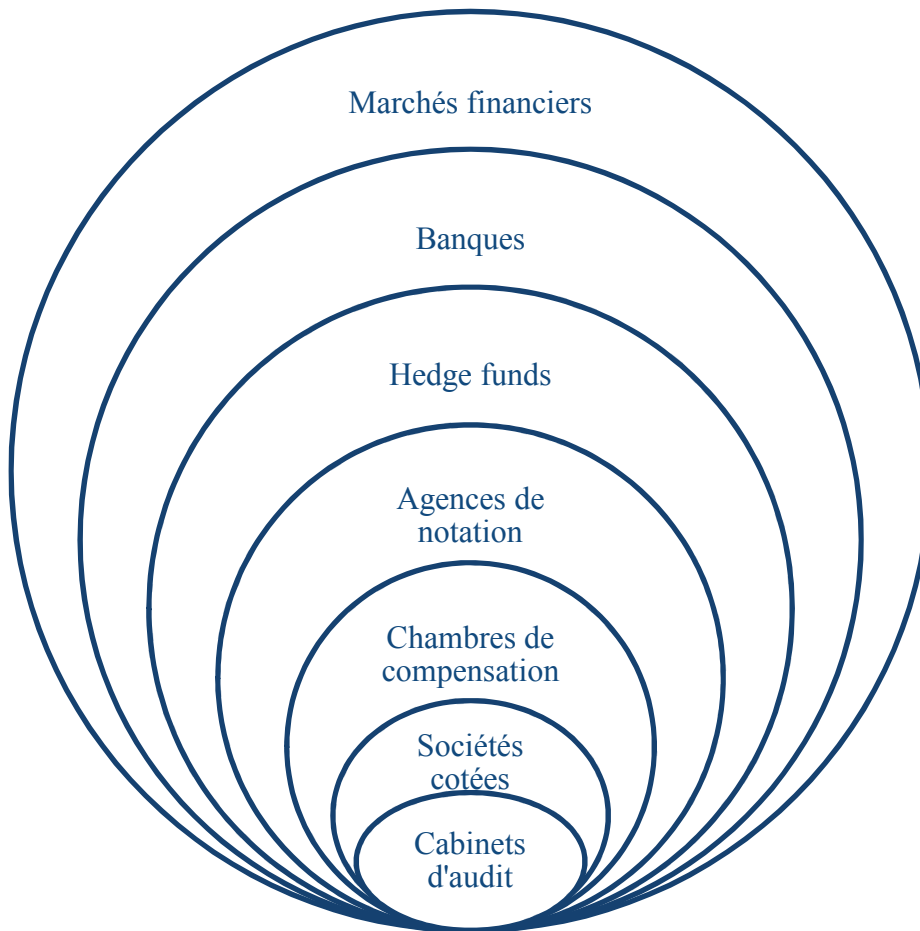 Marchés financiers
Banques
Hedge funds
Agences de
notation
Chambres de
compensation
Sociétés
cotées
Cabinets
d'audit